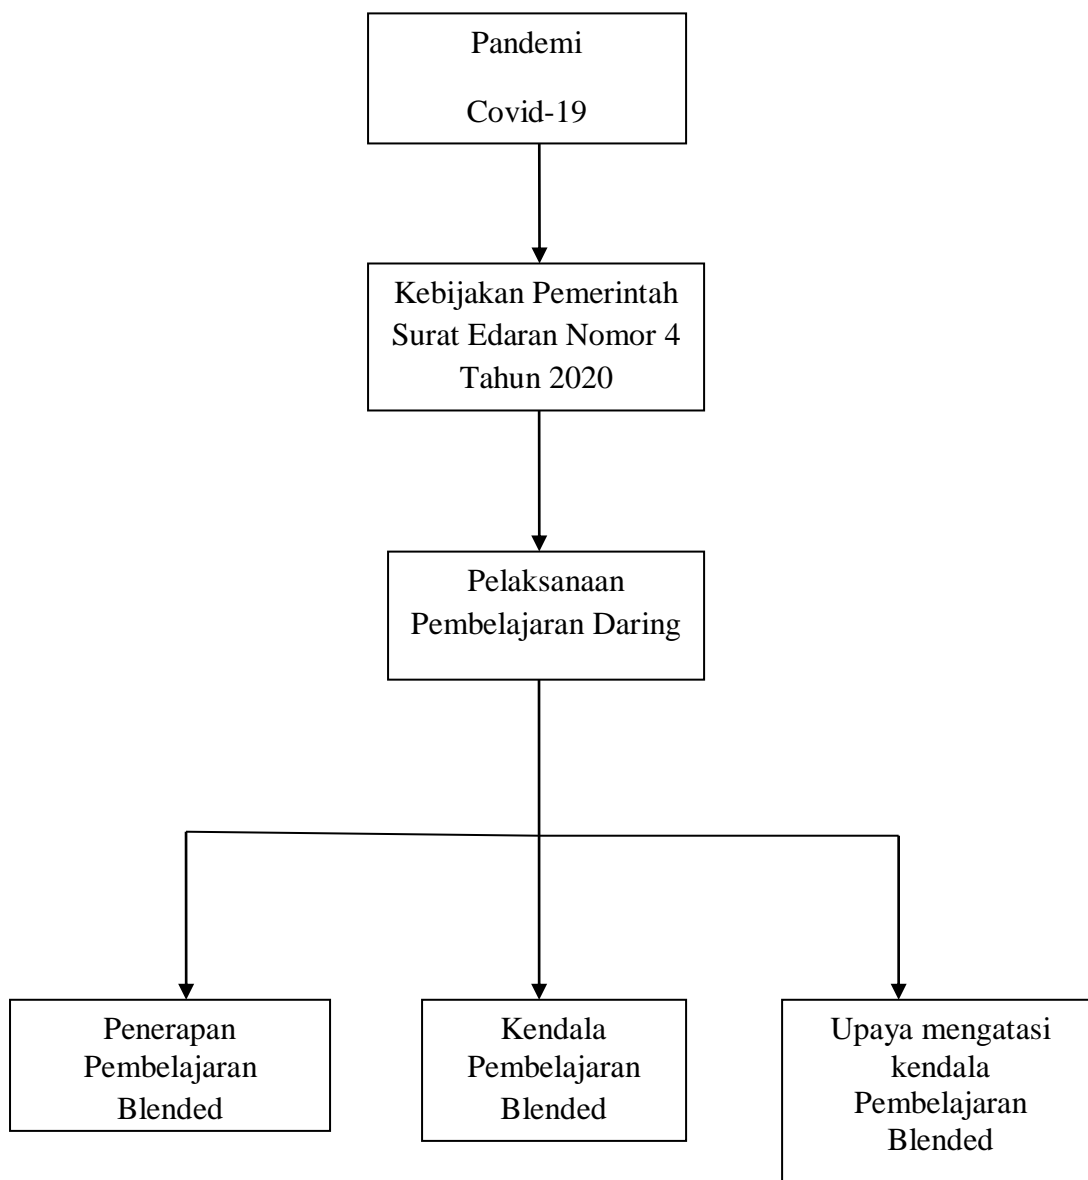 Pandemi
Covid-19
Kebijakan Pemerintah
Surat Edaran Nomor 4
Tahun 2020
Pelaksanaan
Pembelajaran Daring
Penerapan
Pembelajaran
Blended
Kendala
Pembelajaran
Blended
Upaya mengatasi
kendala
Pembelajaran
Blended